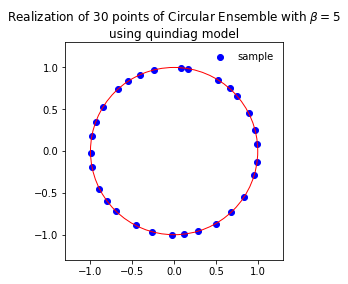 Realization of 30 points of Circular Ensemble with β = 5
using quindiag model
sample
1.0
0.5
0.0
−0.5
−1.0
−1.0 −0.5 0.0 0.5 1.0